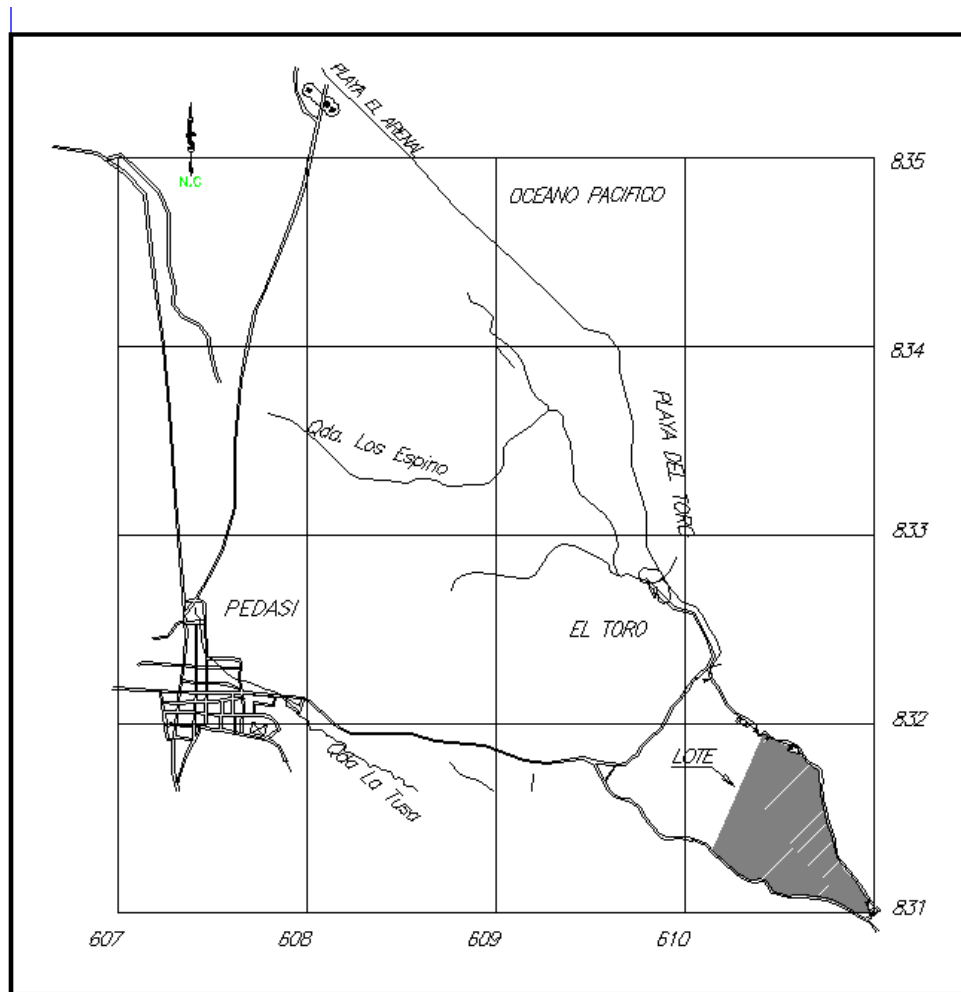 PLAYA EL ARENAL
N.C
835
OCEANO PACIFICO
834
PLAYA DEL TORO
Qda. Los Espino
833
PEDASI
EL TORO
832
LOTE
Qda La Tusa
831
607
608
609
610